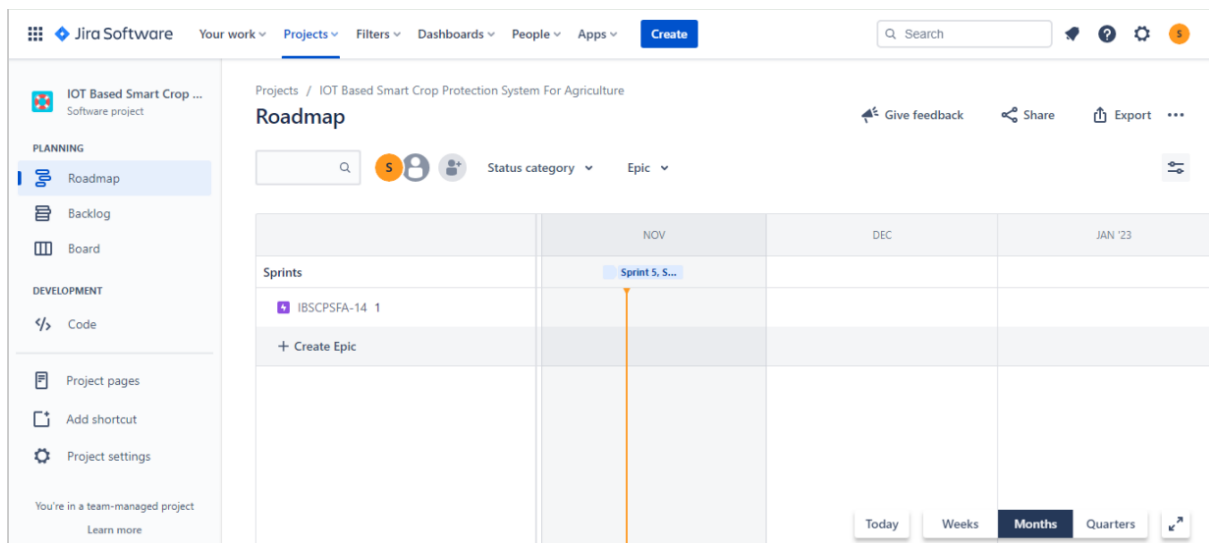 Jira Software Your work Projects Filters Dashboards People Apps Create Search S
IOT Based Smart Crop ...
Software project
PLANNING
Roadmap
Backlog
Board
DEVELOPMENT
Code
Project pages
Add shortcut
Project settings
You're in a team-managed project
Learn more
Projects / IOT Based Smart Crop Protection System For Agriculture
Roadmap
Give feedback Share Export
S Status category Epic
NOV DEC JAN '23
Sprints Sprint 5, S...
IBSCPSFA-14 1
+ Create Epic
Today Weeks Months Quarters